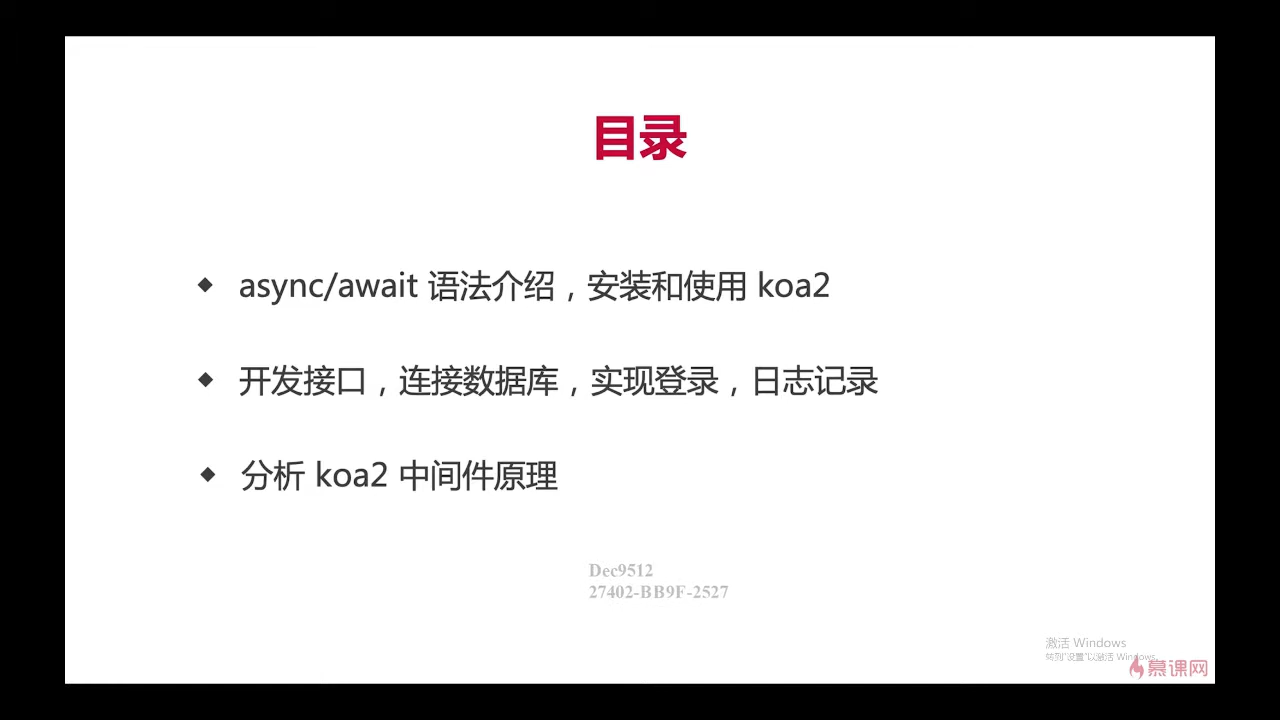 目录
async/await 语法介绍，安装和使用 koa2
开发接口，连接数据库，实现登录，日志记录
分析 koa2 中间件原理
Dec9512
27402-BB9F-2527
激活 Windows
转到"设置"以激活 Windows。
慕课网